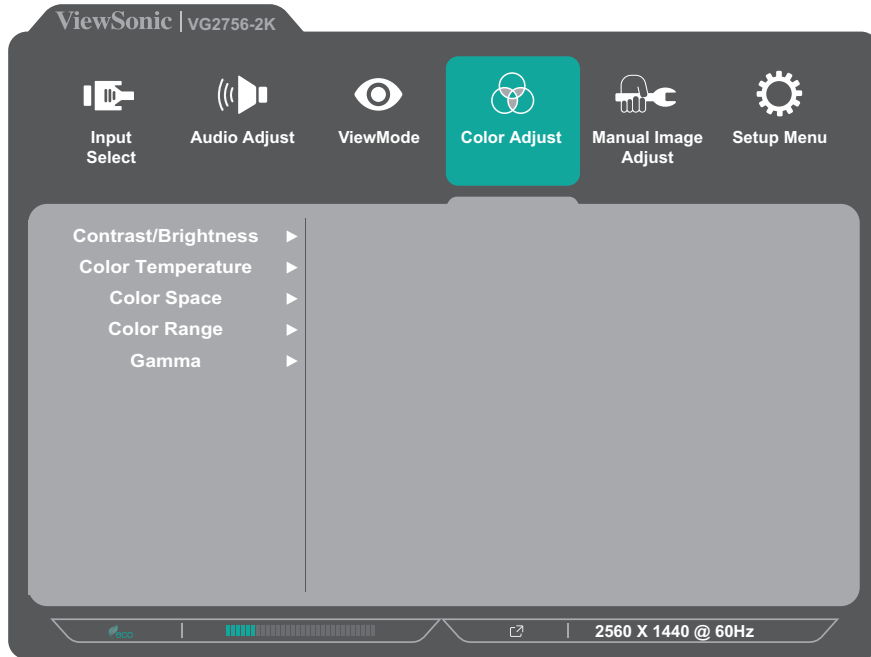 ViewSonic | VG2756-2K
Input Select
Audio Adjust
ViewMode
Color Adjust
Manual Image Adjust
Setup Menu
Contrast/Brightness
Color Temperature
Color Space
Color Range
Gamma
eco
2560 X 1440 @ 60Hz